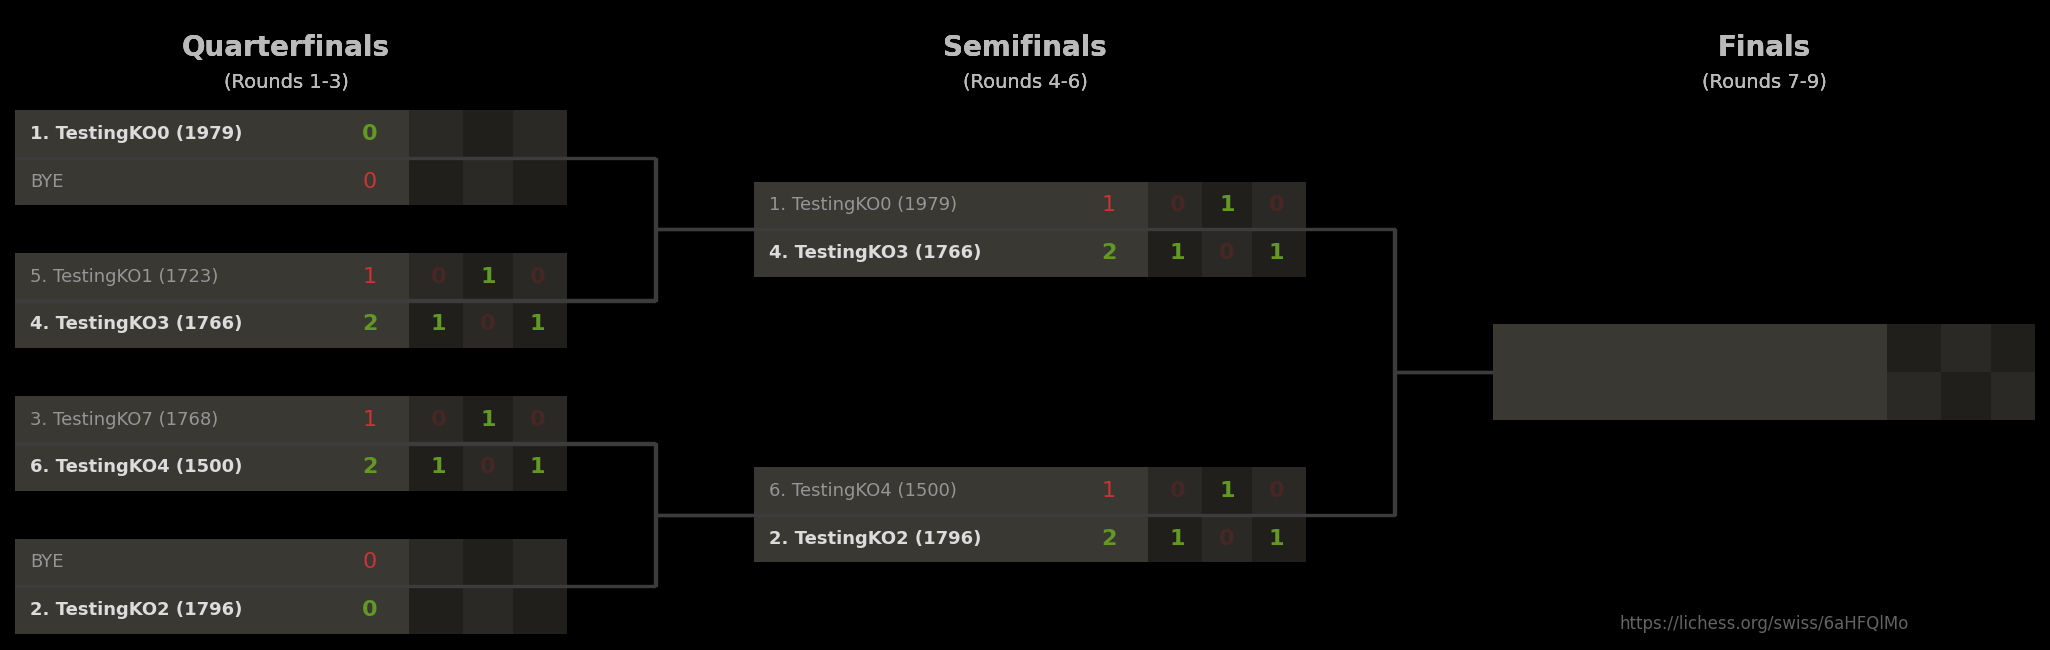 Quarterfinals
(Rounds 1-3)
1. TestingKO0 (1979) 0
BYE 0
5. TestingKO1 (1723) 1 0 1 0
4. TestingKO3 (1766) 2 1 0 1
3. TestingKO7 (1768) 1 0 1 0
6. TestingKO4 (1500) 2 1 0 1
BYE 0
2. TestingKO2 (1796) 0
Semifinals
(Rounds 4-6)
1. TestingKO0 (1979) 1 0 1 0
4. TestingKO3 (1766) 2 1 0 1
6. TestingKO4 (1500) 1 0 1 0
2. TestingKO2 (1796) 2 1 0 1
Finals
(Rounds 7-9)
https://lichess.org/swiss/6aHFQlMo